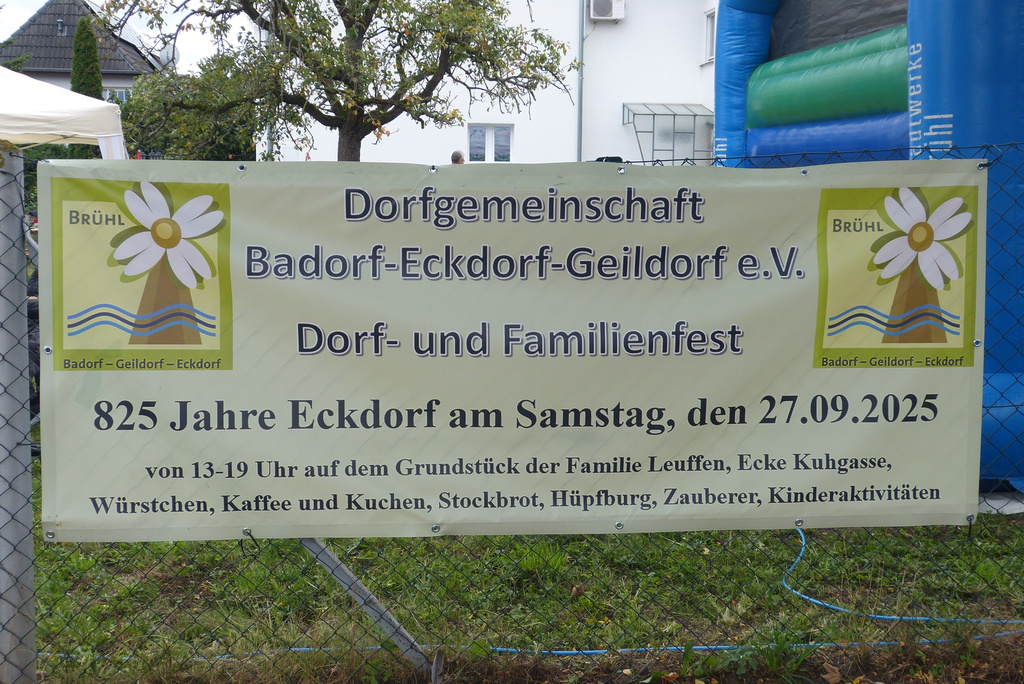 BRÜHL
Badorf – Geildorf – Eckdorf
Dorfgemeinschaft
Badorf-Eckdorf-Geildorf e.V.
Dorf- und Familienfest
BRÜHL
Badorf – Geildorf – Eckdorf
825 Jahre Eckdorf am Samstag, den 27.09.2025
von 13-19 Uhr auf dem Grundstück der Familie Leuffen, Ecke Kuhgasse,
Würstchen, Kaffee und Kuchen, Stockbrot, Hüpfburg, Zauberer, Kinderaktivitäten